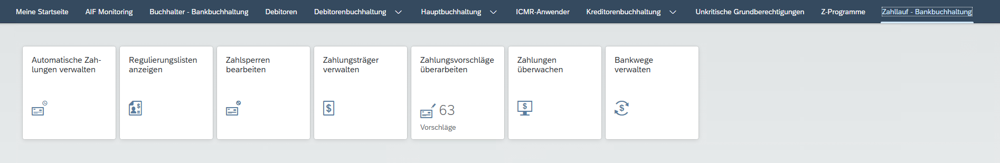 Meine Startseite AIF Monitoring Buchhalter - Bankbuchhaltung Debitoren Debitorenbuchhaltung Hauptbuchhaltung ICMR-Anwender Kreditorenbuchhaltung Unkritische Grundberechtigungen Z-Programme Zahllauf - Bankbuchhaltung
Automatische Zah-
lungen verwalten
Regulierungslisten
anzeigen
Zahlsperren
bearbeiten
Zahlungsträger
verwalten
Zahlungsvorschläge
überarbeiten
63
Vorschläge
Zahlungen
überwachen
Bankwege
verwalten